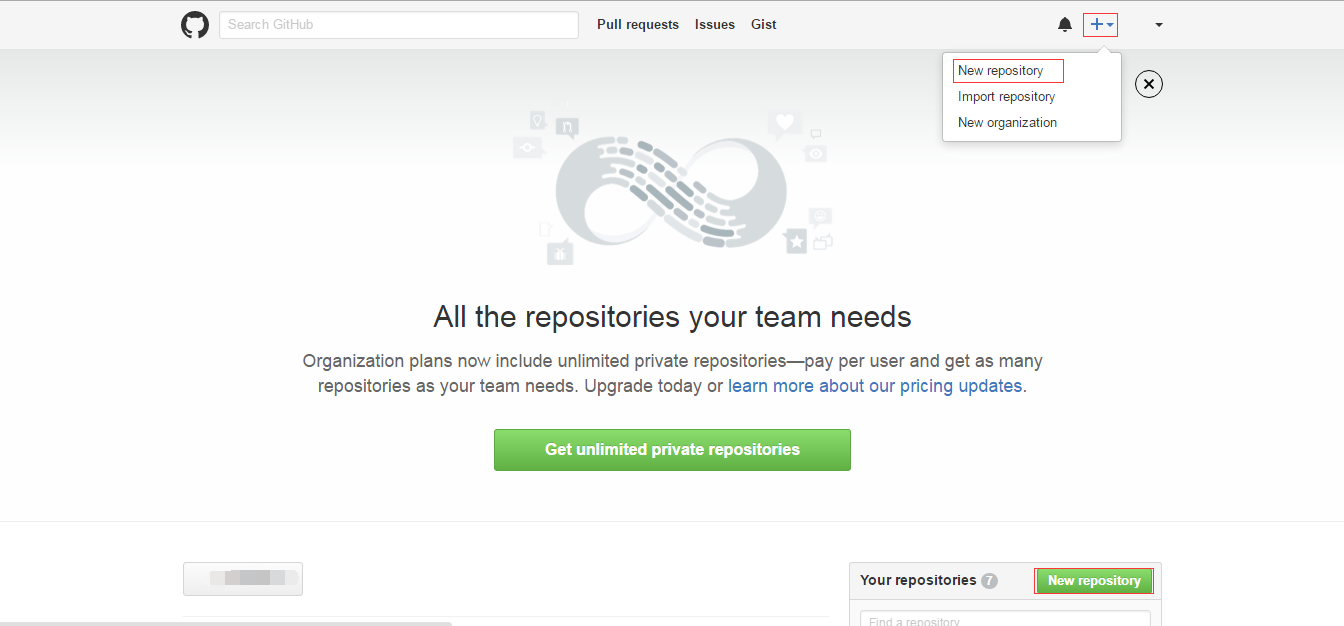 Search GitHub
Pull requests
Issues
Gist
New repository
Import repository
New organization
All the repositories your team needs
Organization plans now include unlimited private repositories—pay per user and get as many
repositories as your team needs. Upgrade today or learn more about our pricing updates.
Get unlimited private repositories
Your repositories 7
New repository
Find a repository